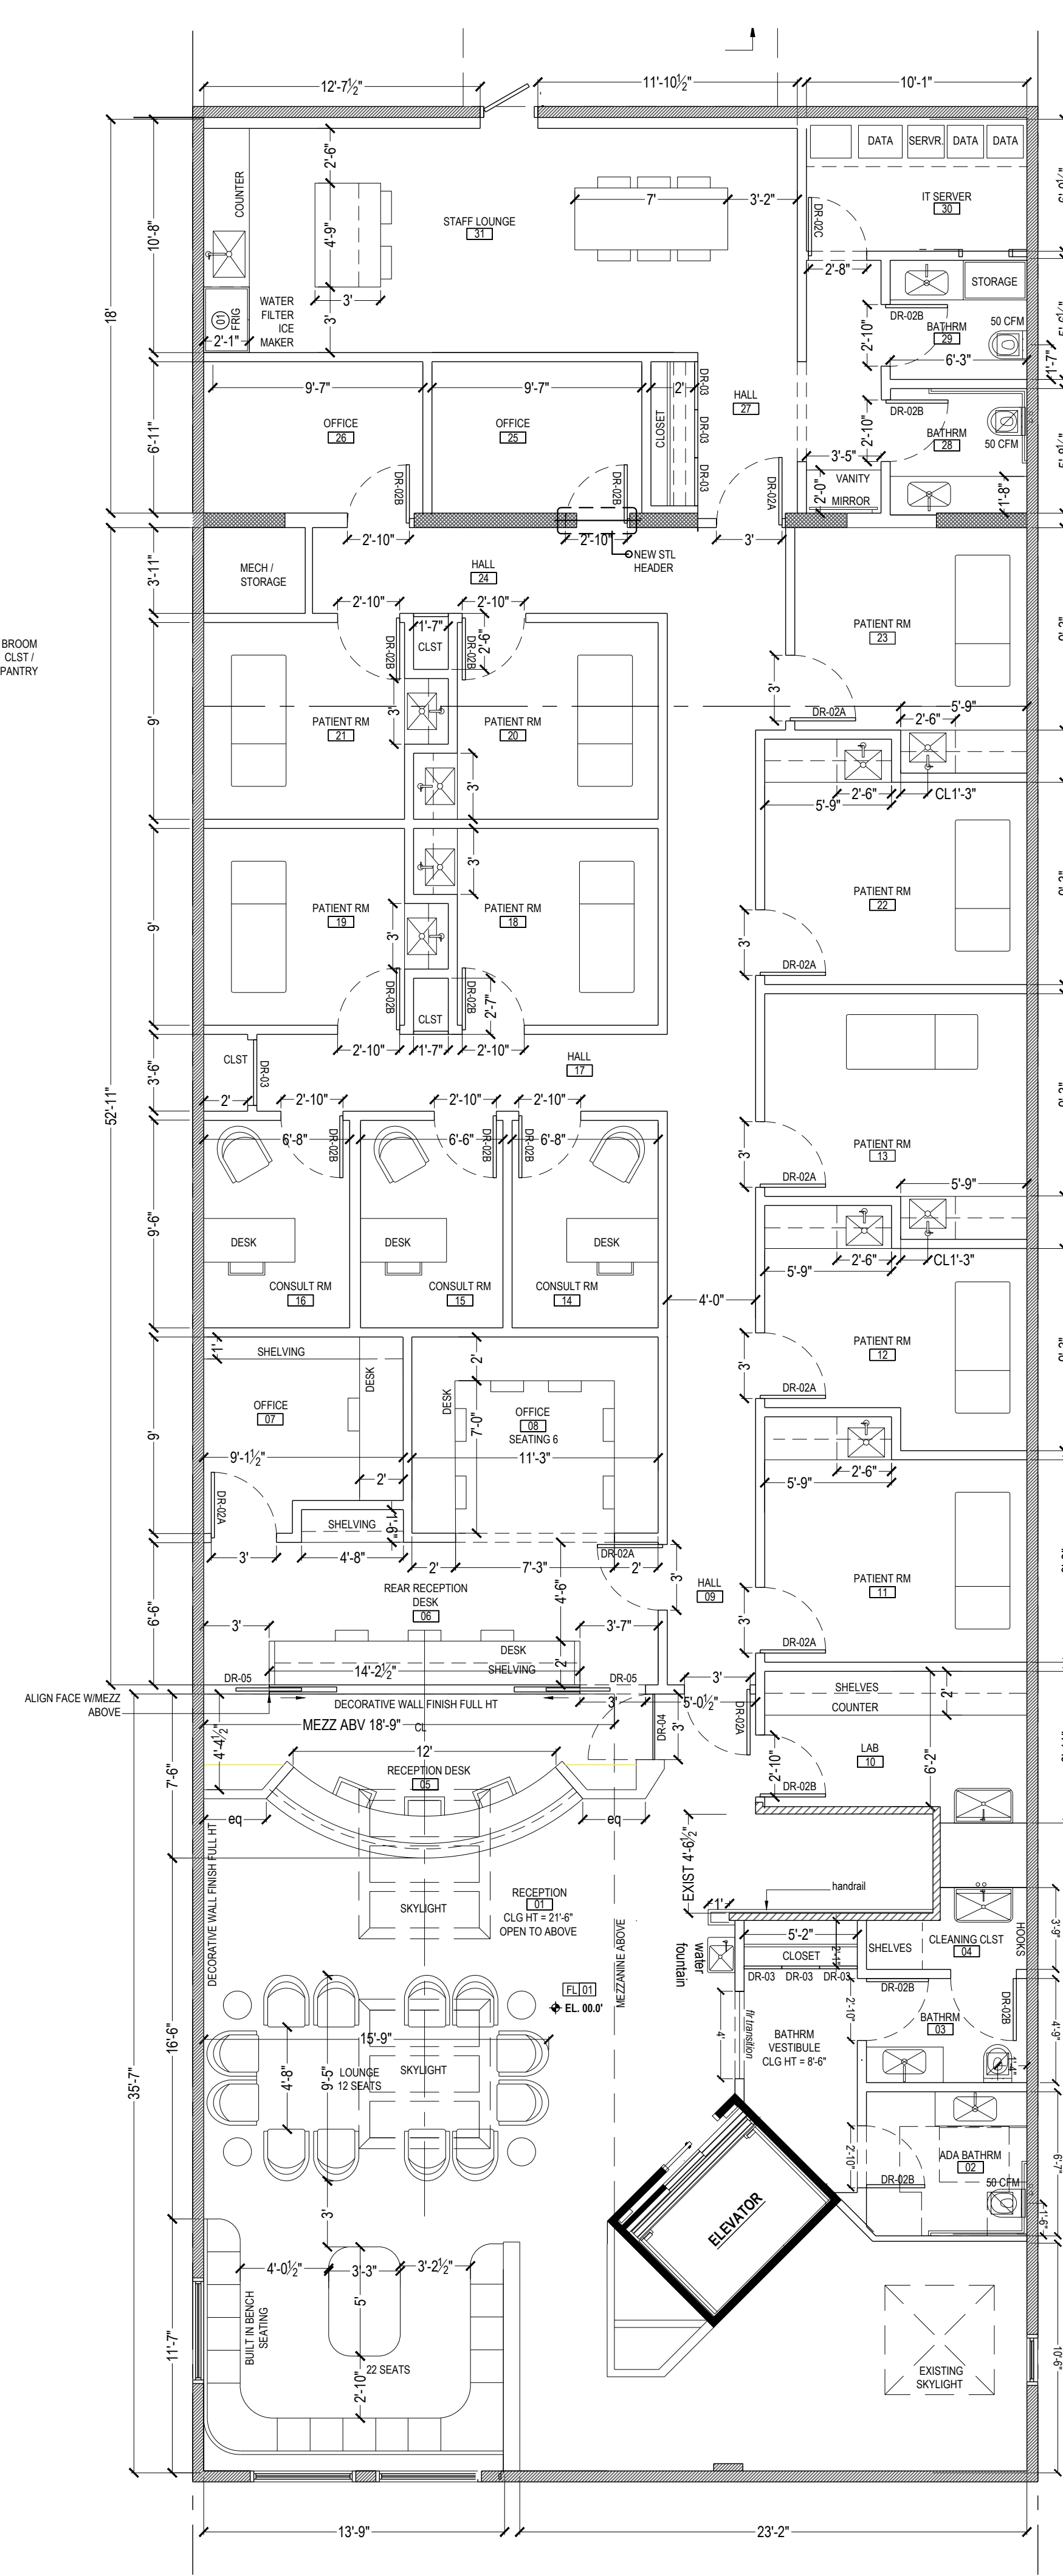 12'-7½"
11'-10½"
10'-1"
DATA
SERVR.
DATA
DATA
2'-6"
COUNTER
IT SERVER
30
DR-02C
STAFF LOUNGE
31
7'
3'-2"
10'-8"
4'-9"
2'-8"
STORAGE
3'
18'
WATER
FILTER
ICE
MAKER
01
FRIG
2'-1"
3'
DR-02B
50 CFM
BATHRM
29
2'-10"
6'-3"
1'-7"
9'-7"
9'-7"
2'
DR-03
HALL
27
DR-02B
BATHRM
28
50 CFM
2'-10"
OFFICE
26
OFFICE
25
CLOSET
DR-03
6'-11"
3'-5"
DR-02B
DR-02B
DR-03
DR-02A
VANITY
2'-0"
MIRROR
1'-8"
2'-10"
2'-10"
3'
NEW STL
HEADER
MECH /
STORAGE
HALL
24
3'-11"
2'-10"
2'-10"
1'-7"
PATIENT RM
23
BROOM
CLST /
PANTRY
CLST
2'-6"
DR-02B
DR-02B
3'
DR-02A
5'-9"
2'-6"
9'
PATIENT RM
21
3'
PATIENT RM
20
3'
2'-6"
CL1'-3"
5'-9"
3'
PATIENT RM
22
9'
PATIENT RM
19
PATIENT RM
18
3'
3'
DR-02A
DR-02B
DR-02B
2'-7"
CLST
2'-10"
1'-7"
2'-10"
3'-6"
CLST
DR-03
HALL
17
2'
2'-10"
2'-10"
2'-10"
52'-11"
6'-8"
6'-6"
6'-8"
DR-02B
DR-02B
DR-02B
PATIENT RM
13
3'
DR-02A
5'-9"
9'-6"
DESK
DESK
DESK
2'-6"
CL1'-3"
5'-9"
CONSULT RM
16
CONSULT RM
15
CONSULT RM
14
4'-0"
PATIENT RM
12
1'
SHELVING
2'
DESK
DESK
3'
DR-02A
OFFICE
07
OFFICE
08
SEATING 6
7'-0"
9'
9'-1½"
11'-3"
2'
2'-6"
5'-9"
DR-02A
SHELVING
1'-6"
3'
4'-8"
2'
7'-3"
2'
DR-02A
3'
PATIENT RM
11
HALL
09
REAR RECEPTION
DESK
06
4'-6"
6'-6"
3'
3'-7"
3'
DR-02A
DESK
14'-2½"
SHELVING
2'
DR-05
DR-05
3'
SHELVES
2'
COUNTER
ALIGN FACE W/MEZZ
ABOVE
DECORATIVE WALL FINISH FULL HT
3'
5'-0½"
MEZZ ABV 18'-9"
CL
DR-04
3'
DR-02A
4'-4½"
12'
LAB
10
6'-2"
7'-6"
RECEPTION DESK
05
2'-10"
DR-02B
eq
eq
EXIST 4'-6½"
DECORATIVE WALL FINISH FULL HT
handrail
RECEPTION
01
CLG HT = 21'-6"
OPEN TO ABOVE
SKYLIGHT
1'
5'-2"
CLOSET
SHELVES
CLEANING CLST
04
HOOKS
3'-9"
water
fountain
MEZZANINE ABOVE
DR-03
DR-03
DR-03
DR-02B
DR-02B
FL
01
EL. 00.0'
2'-10"
BATHRM
03
4'-9"
4'
flr transition
BATHRM
VESTIBULE
CLG HT = 8'-6"
15'-9"
16'-6"
4'-8"
9'-5"
LOUNGE
12 SEATS
SKYLIGHT
1'-4"
35'-7"
2'-10"
ADA BATHRM
02
DR-02B
50 CFM
6'-7"
1'-6"
ELEVATOR
3'
4'-0½"
3'-3"
3'-2½"
5'
BUILT IN BENCH
SEATING
11'-7"
22 SEATS
2'-10"
EXISTING
SKYLIGHT
10'-6"
13'-9"
23'-2"